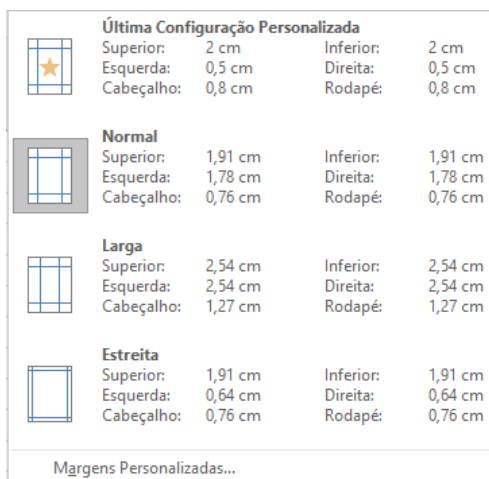 Última Configuração Personalizada
Superior: 2 cm Inferior: 2 cm
Esquerda: 0,5 cm Direita: 0,5 cm
Cabeçalho: 0,8 cm Rodapé: 0,8 cm
Normal
Superior: 1,91 cm Inferior: 1,91 cm
Esquerda: 1,78 cm Direita: 1,78 cm
Cabeçalho: 0,76 cm Rodapé: 0,76 cm
Larga
Superior: 2,54 cm Inferior: 2,54 cm
Esquerda: 2,54 cm Direita: 2,54 cm
Cabeçalho: 1,27 cm Rodapé: 1,27 cm
Estreita
Superior: 1,91 cm Inferior: 1,91 cm
Esquerda: 0,64 cm Direita: 0,64 cm
Cabeçalho: 0,76 cm Rodapé: 0,76 cm
Margens Personalizadas...